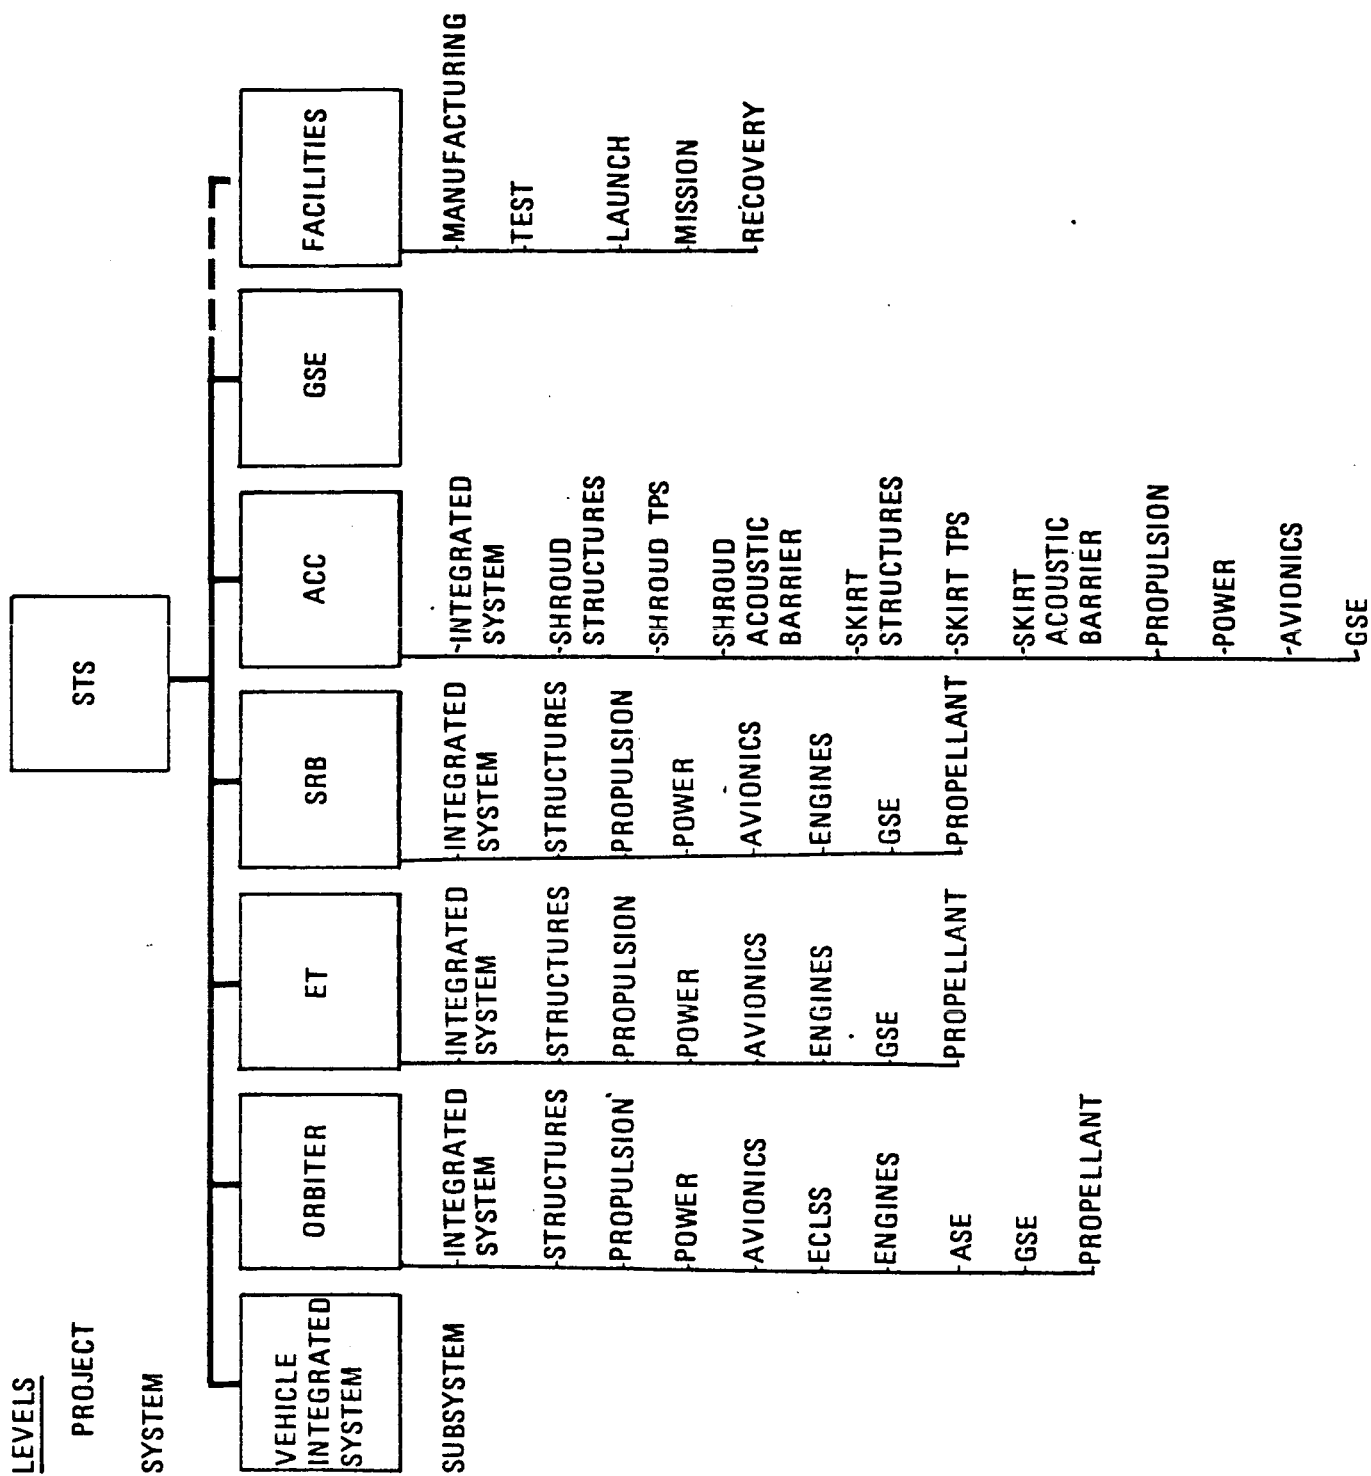 LEVELS
PROJECT
SYSTEM
STS
VEHICLE
INTEGRATED
SYSTEM
ORBITER
ET
SRB
ACC
GSE
FACILITIES
SUBSYSTEM
INTEGRATED
SYSTEM
STRUCTURES
PROPULSION
POWER
AVIONICS
ECLSS
ENGINES
ASE
GSE
PROPELLANT
INTEGRATED
SYSTEM
STRUCTURES
PROPULSION
POWER
AVIONICS
ENGINES
GSE
PROPELLANT
INTEGRATED
SYSTEM
STRUCTURES
PROPULSION
POWER
AVIONICS
ENGINES
GSE
PROPELLANT
INTEGRATED
SYSTEM
SHROUD
STRUCTURES
SHROUD TPS
SHROUD
ACOUSTIC
BARRIER
SKIRT
STRUCTURES
SKIRT TPS
SKIRT
ACOUSTIC
BARRIER
PROPULSION
POWER
AVIONICS
GSE
MANUFACTURING
TEST
LAUNCH
MISSION
RECOVERY